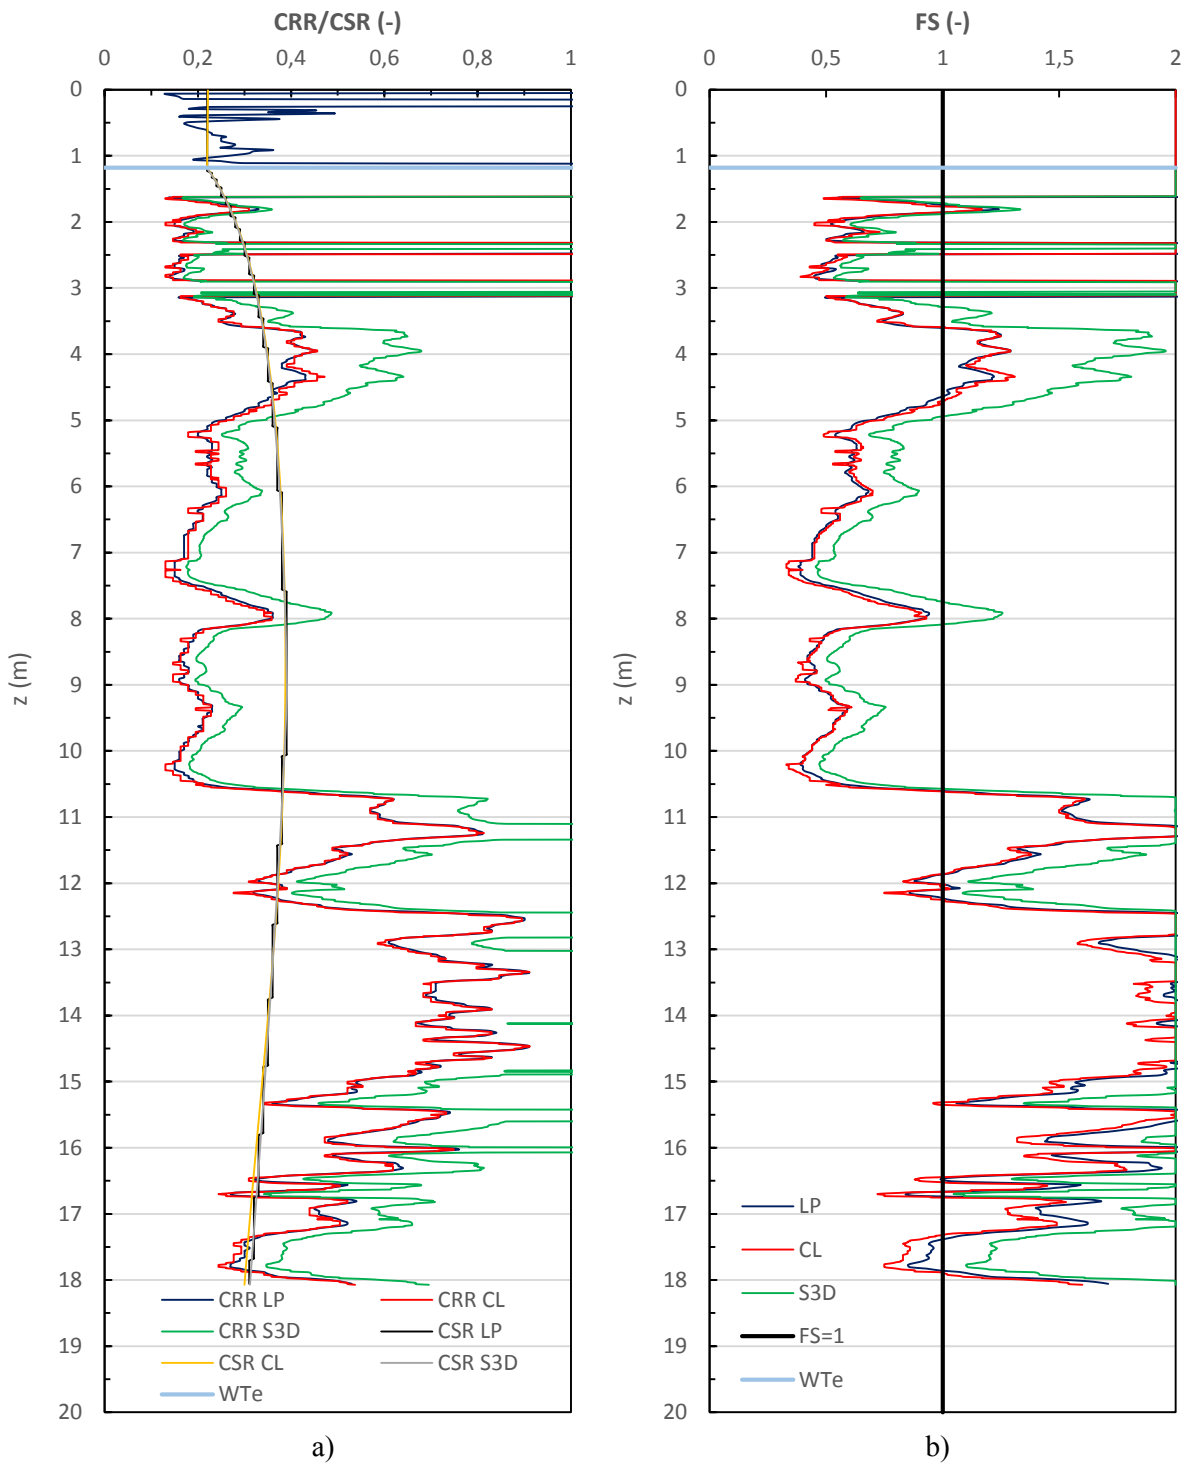 CRR/CSR (-)
0 0,2 0,4 0,6 0,8 1
0
1
2
3
4
5
6
7
8
9
10
11
12
13
14
15
16
17
18
19
20
z (m)
CRR LP CRR CL
CRR S3D CSR LP
CSR CL CSR S3D
WTe
a)
FS (-)
0 0,5 1 1,5 2
0
1
2
3
4
5
6
7
8
9
10
11
12
13
14
15
16
17
18
19
20
z (m)
LP
CL
S3D
FS=1
WTe
b)